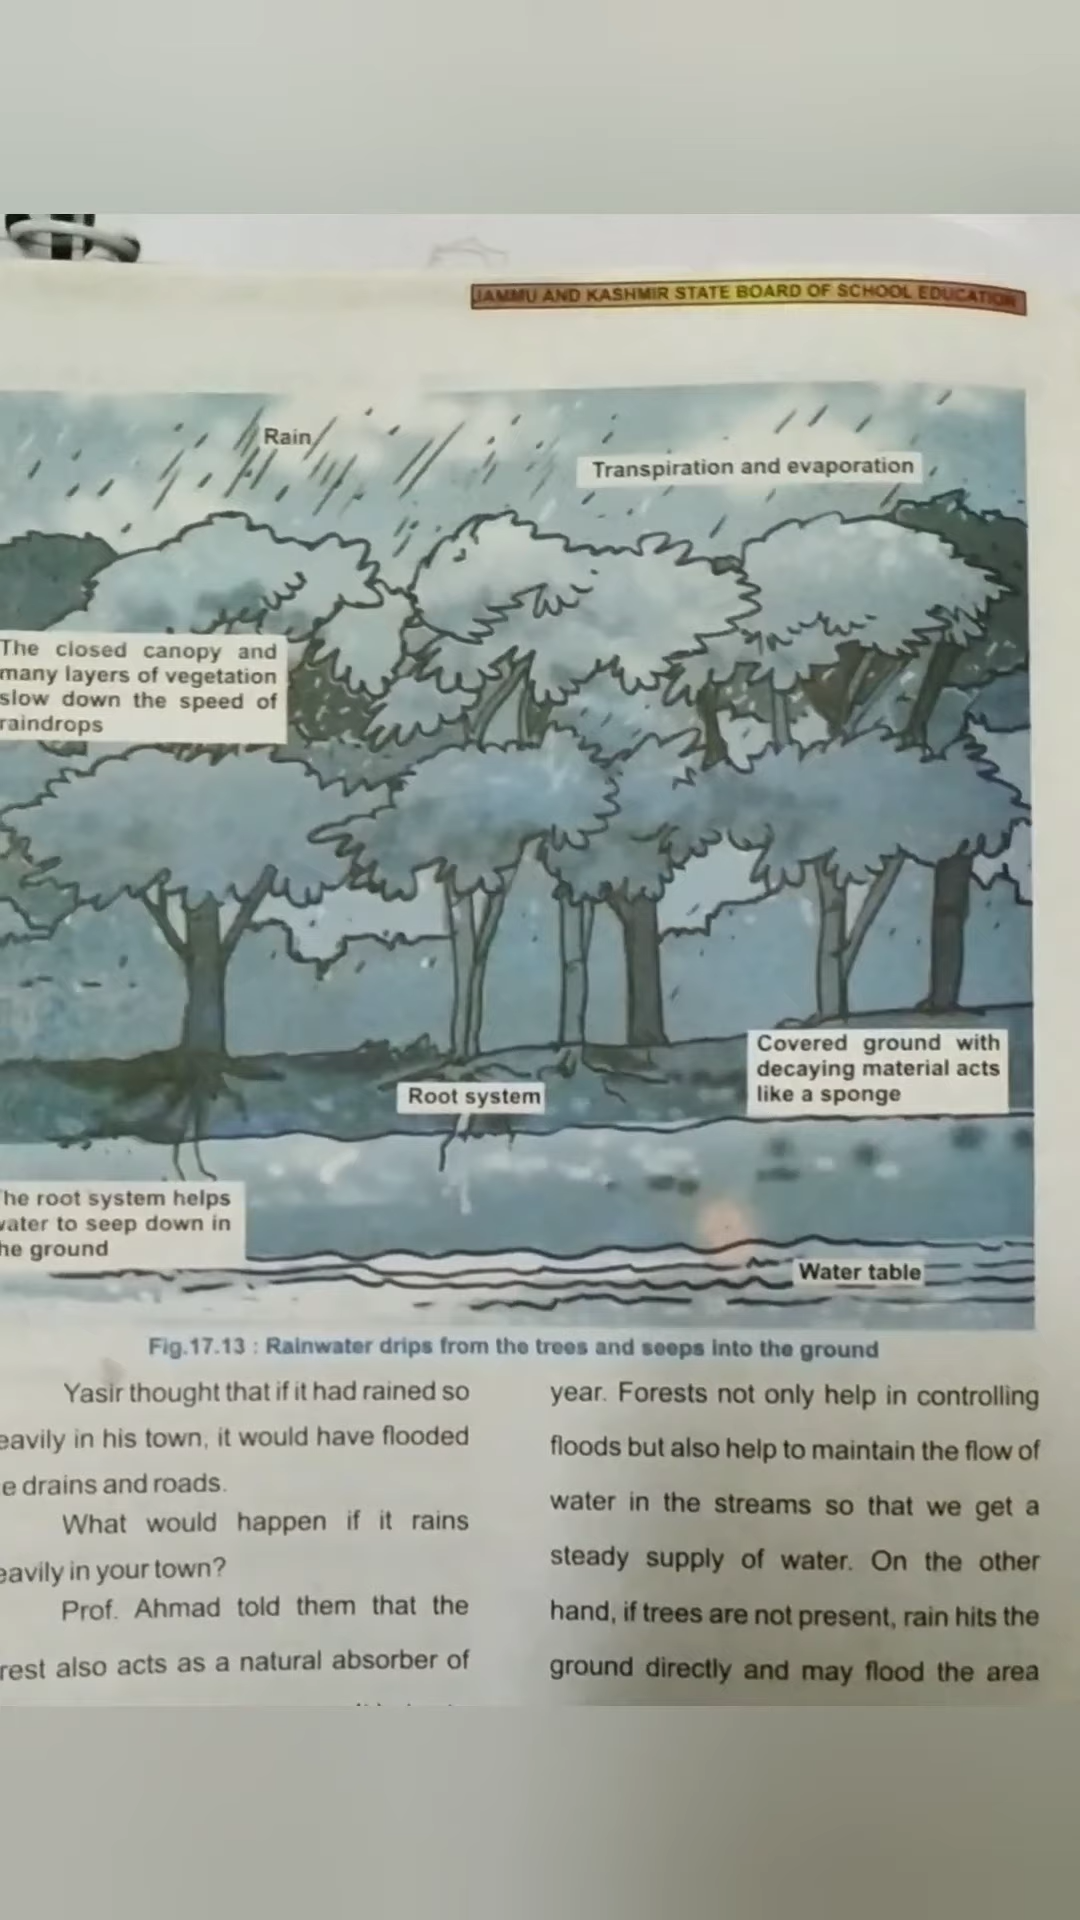 JAMMU AND KASHMIR STATE BOARD OF SCHOOL EDUCATION
Rain
Transpiration and evaporation
The closed canopy and
many layers of vegetation
slow down the speed of
raindrops
Root system
Covered ground with
decaying material acts
like a sponge
he root system helps
water to seep down in
he ground
Water table
Fig.17.13 : Rainwater drips from the trees and seeps into the ground
Yasir thought that if it had rained so
eavily in his town, it would have flooded
e drains and roads.
What would happen if it rains
eavily in your town?
Prof. Ahmad told them that the
rest also acts as a natural absorber of
year. Forests not only help in controlling
floods but also help to maintain the flow of
water in the streams so that we get a
steady supply of water. On the other
hand, if trees are not present, rain hits the
ground directly and may flood the area